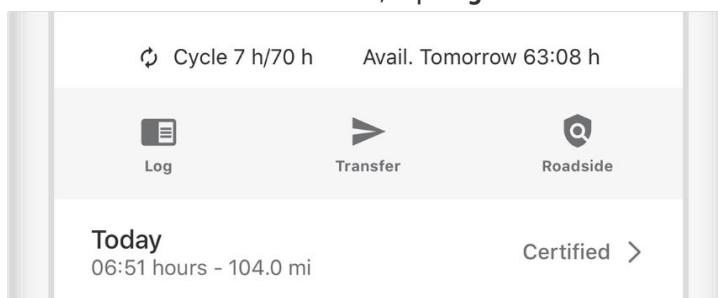 Cycle 7 h/70 h Avail. Tomorrow 63:08 h
Log Transfer Roadside
Today
06:51 hours - 104.0 mi
Certified